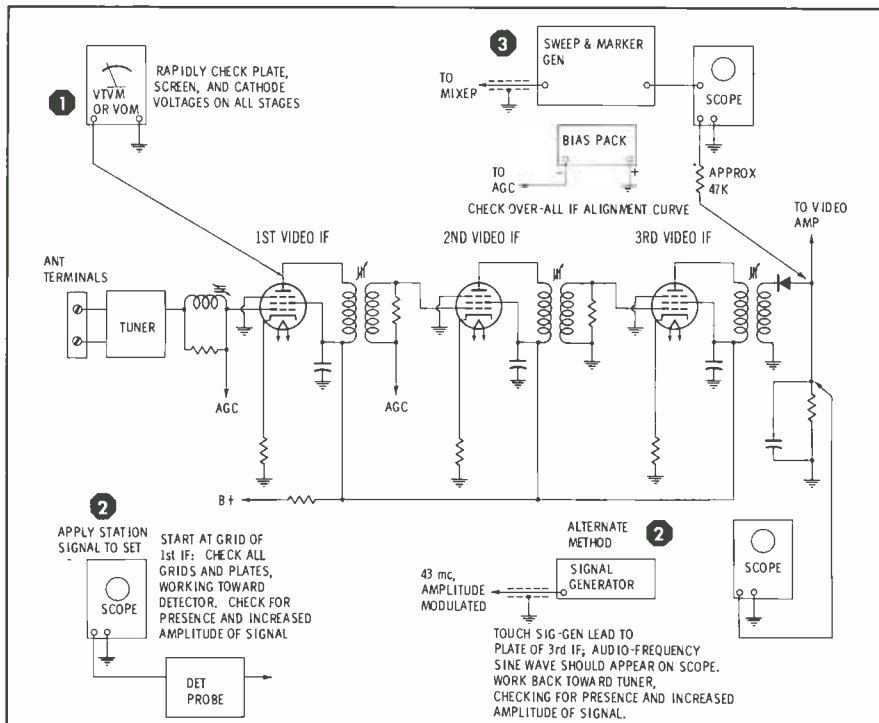 1
VTVM
OR VOM
RAPIDLY CHECK PLATE,
SCREEN, AND CATHODE
VOLTAGES ON ALL STAGES
3
SWEEP & MARKER
GEN
TO
MIXER
SCOPE
BIAS PACK
-
+
TO
AGC
APPROX
47K
CHECK OVER-ALL IF ALIGNMENT CURVE
TO VIDEO
AMP
1ST VIDEO IF
2ND VIDEO IF
3RD VIDEO IF
ANT
TERMINALS
TUNER
AGC
AGC
B+
2
APPLY STATION
SIGNAL TO SET
SCOPE
START AT GRID OF
1st IF; CHECK ALL
GRIDS AND PLATES,
WORKING TOWARD
DETECTOR. CHECK FOR
PRESENCE AND INCREASED
AMPLITUDE OF SIGNAL
DET
PROBE
ALTERNATE
METHOD
2
43 mc,
AMPLITUDE
MODULATED
SIGNAL
GENERATOR
SCOPE
TOUCH SIG-GEN LEAD TO
PLATE OF 3rd IF; AUDIO-FREQUENCY
SINE WAVE SHOULD APPEAR ON SCOPE.
WORK BACK TOWARD TUNER,
CHECKING FOR PRESENCE AND INCREASED
AMPLITUDE OF SIGNAL.